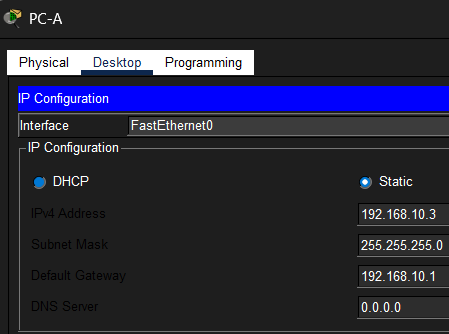 PC-A
Physical Desktop Programming
IP Configuration
Interface FastEthernet0
IP Configuration
DHCP Static
IPv4 Address 192.168.10.3
Subnet Mask 255.255.255.0
Default Gateway 192.168.10.1
DNS Server 0.0.0.0